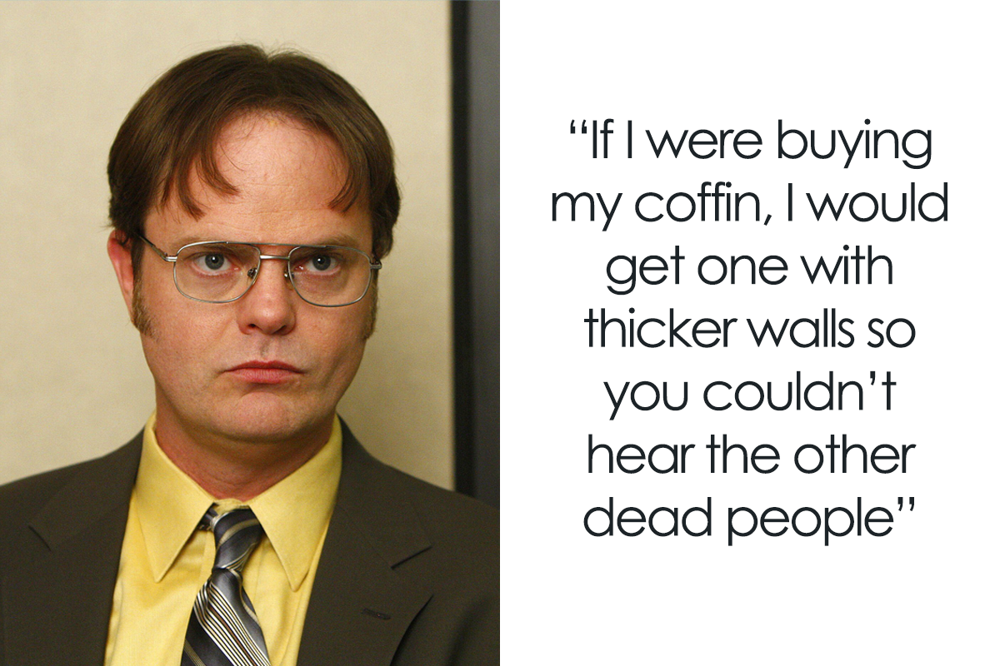 “If I were buying
my coffin, I would
get one with
thicker walls so
you couldn’t
hear the other
dead people”